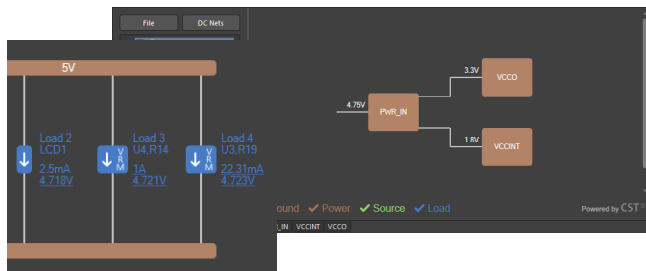 File
DC Nets
5V
Load 2
LCD1
2.5mA
4.718V
VRM
Load 3
U4,R14
1A
4.721V
VRM
Load 4
U3,R19
22.31mA
4.723V
4.75V
PWR_IN
3.3V
VCCO
1.8V
VCCINT
Power
Source
Load
Powered by CST
VCCINT
VCCO